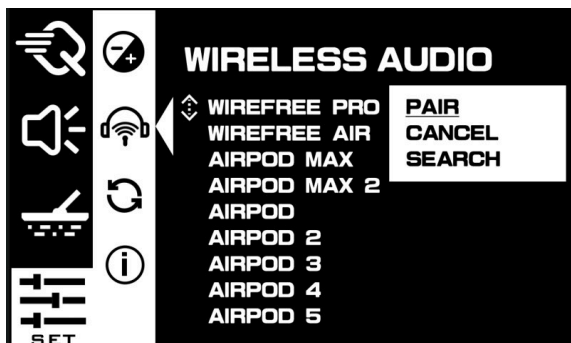 WIRELESS AUDIO
WIREFREE PRO
WIREFREE AIR
AIRPOD MAX
AIRPOD MAX 2
AIRPOD
AIRPOD 2
AIRPOD 3
AIRPOD 4
AIRPOD 5
PAIR
CANCEL
SEARCH
SET